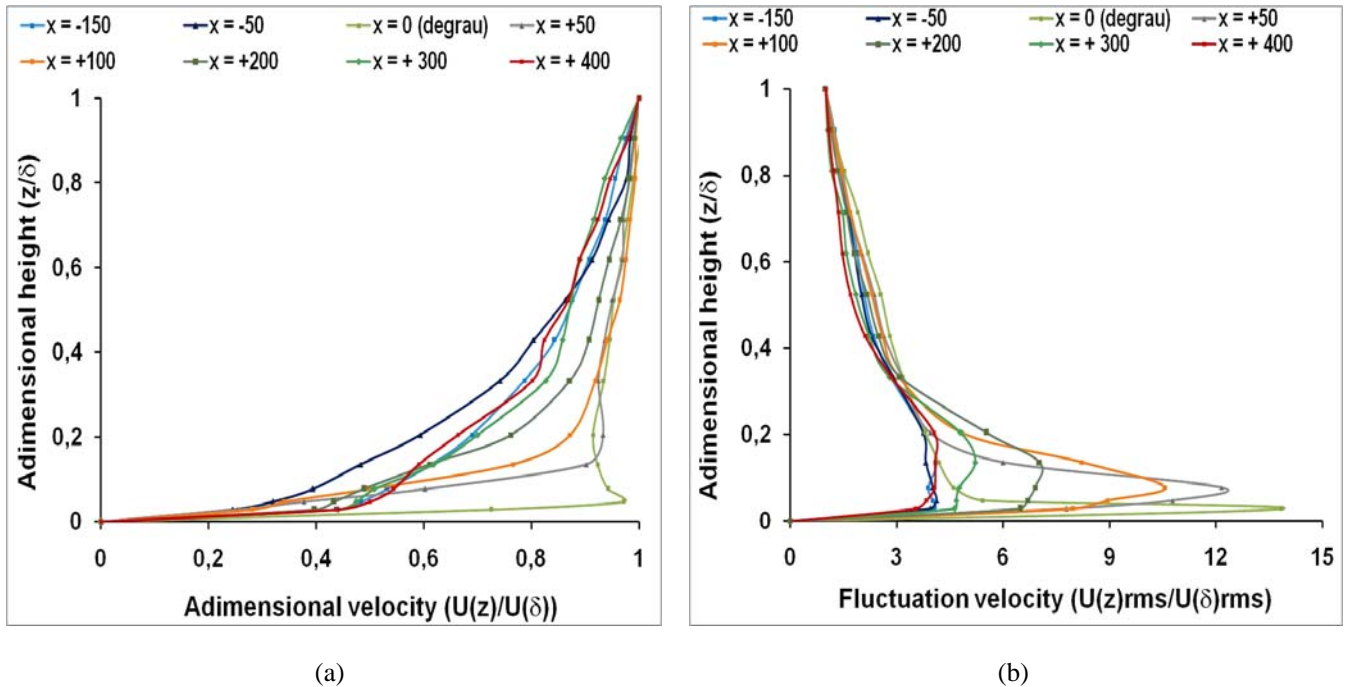 x = -150 x = -50 x = 0 (degrau) x = +50
x = +100 x = +200 x = + 300 x = + 400
Adimensional height (z/δ)
1
0,8
0,6
0,4
0,2
0
0 0,2 0,4 0,6 0,8 1
Adimensional velocity (U(z)/U(δ))
(a)
x = -150 x = -50 x = 0 (degrau) x = +50
x = +100 x = +200 x = + 300 x = + 400
Adimensional height (z/δ)
1
0,8
0,6
0,4
0,2
0
0 3 6 9 12 15
Fluctuation velocity (U(z)rms/U(δ)rms)
(b)